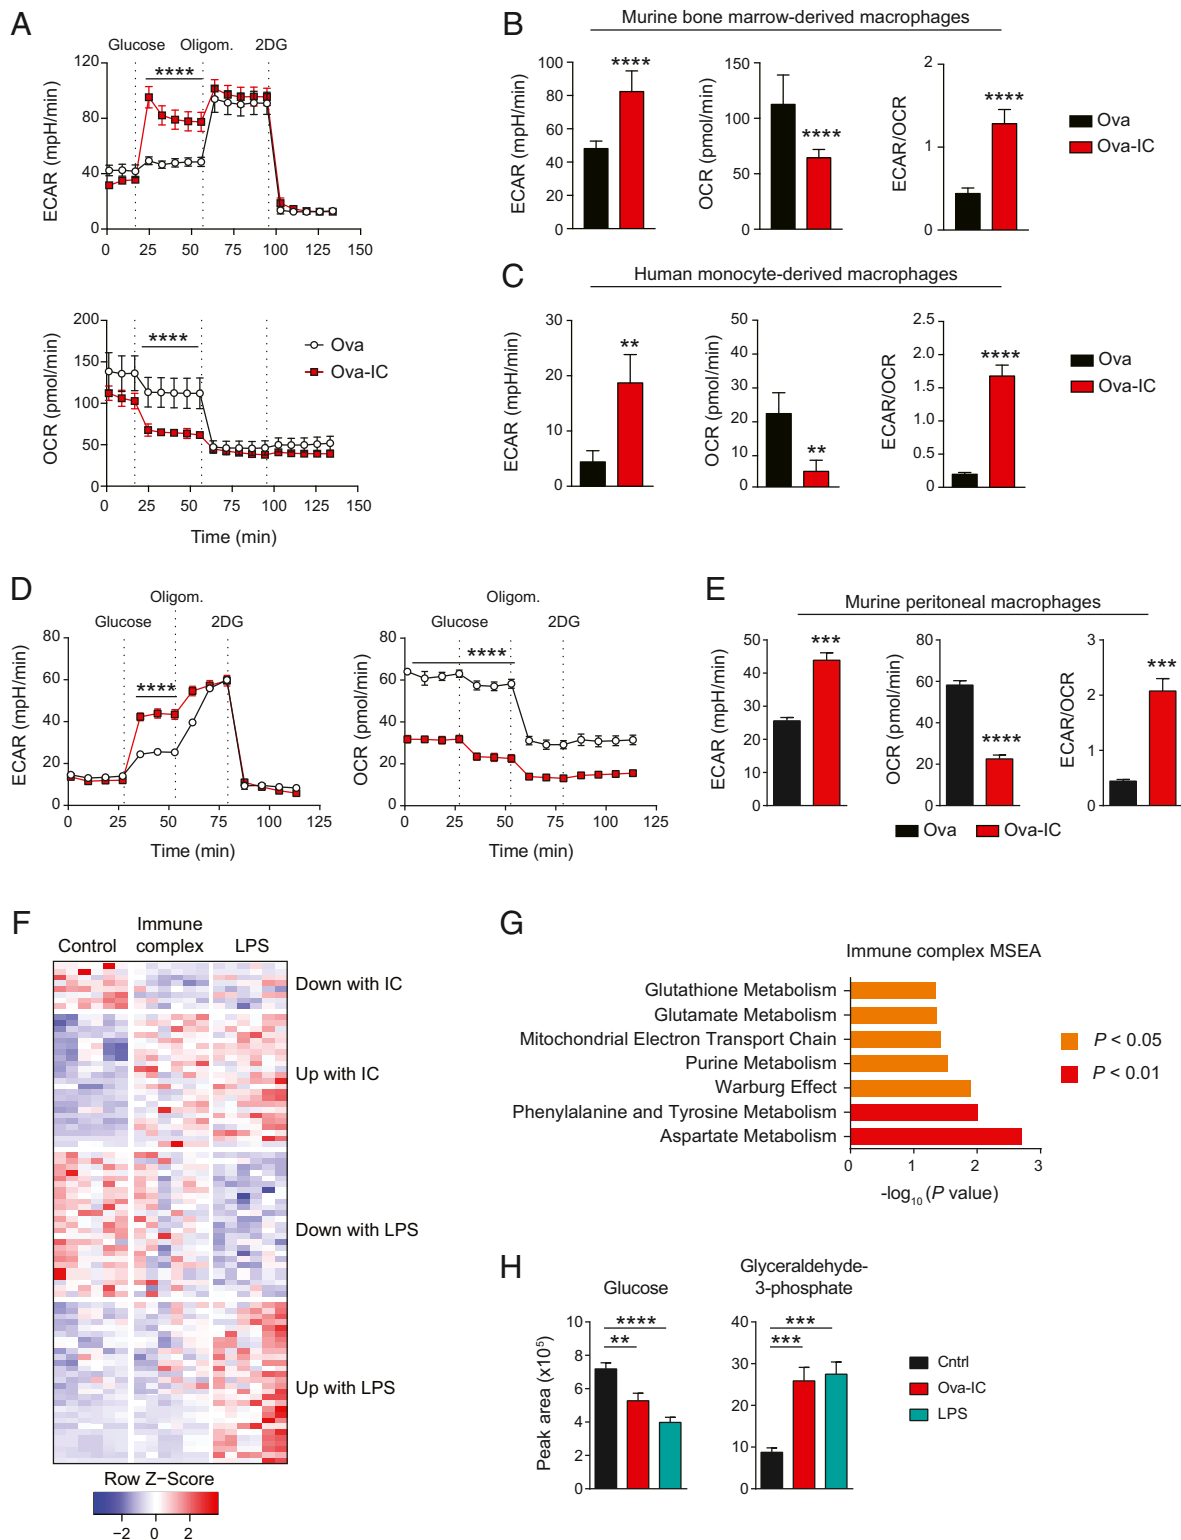 A
Glucose Oligom. 2DG
ECAR (mpH/min)
120
80
40
0
****
0 25 50 75 100 125 150
OCR (pmol/min)
200
150
100
50
0
****
Ova
Ova-IC
0 25 50 75 100 125 150
Time (min)
B
Murine bone marrow-derived macrophages
ECAR (mpH/min)
100
80
60
40
20
0
****
OCR (pmol/min)
150
100
50
0
****
ECAR/OCR
2
1
0
****
Ova
Ova-IC
C
Human monocyte-derived macrophages
ECAR (mpH/min)
30
20
10
0
**
OCR (pmol/min)
50
40
30
20
10
0
**
ECAR/OCR
2.5
2.0
1.5
1.0
0.5
0
****
Ova
Ova-IC
D
Oligom.
Glucose 2DG
ECAR (mpH/min)
80
60
40
20
0
****
0 25 50 75 100 125
Time (min)
Oligom.
Glucose 2DG
OCR (pmol/min)
80
60
40
20
0
****
0 25 50 75 100 125
Time (min)
E
Murine peritoneal macrophages
ECAR (mpH/min)
50
40
30
20
10
0
***
OCR (pmol/min)
80
60
40
20
0
****
ECAR/OCR
3
2
1
0
***
Ova Ova-IC
F
Control Immune complex LPS
Down with IC
Up with IC
Down with LPS
Up with LPS
Row Z−Score
−2 0 2
G
Immune complex MSEA
Glutathione Metabolism
Glutamate Metabolism
Mitochondrial Electron Transport Chain
Purine Metabolism
Warburg Effect
Phenylalanine and Tyrosine Metabolism
Aspartate Metabolism
0 1 2 3
-log10 (P value)
P < 0.05
P < 0.01
H
Glucose
Peak area (x10⁵)
10
8
6
4
2
0
****
**
Glyceraldehyde-
3-phosphate
40
30
20
10
0
***
***
Cntrl
Ova-IC
LPS